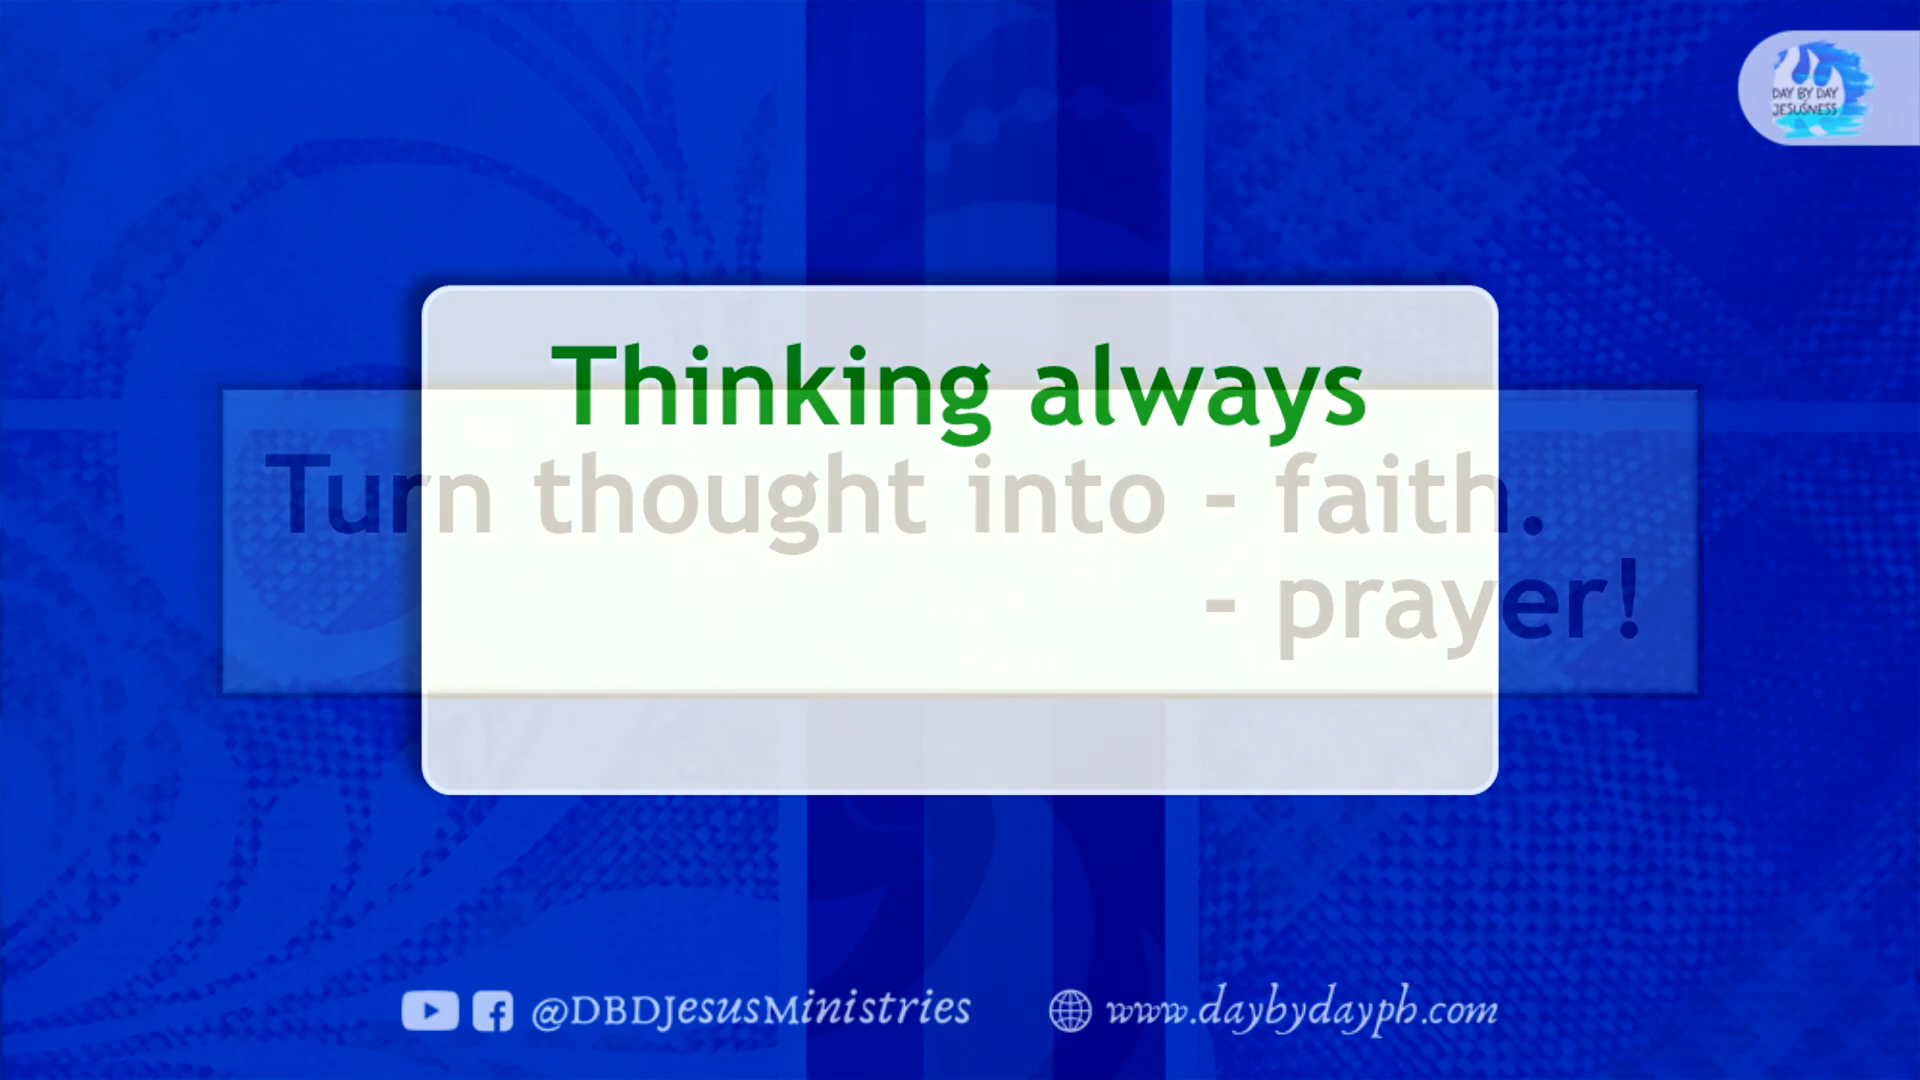 DAY BY DAY
JESUSNESS
Thinking always
Turn thought into - faith.
- prayer!
@DBDJesusMinistries
www.daybydayph.com